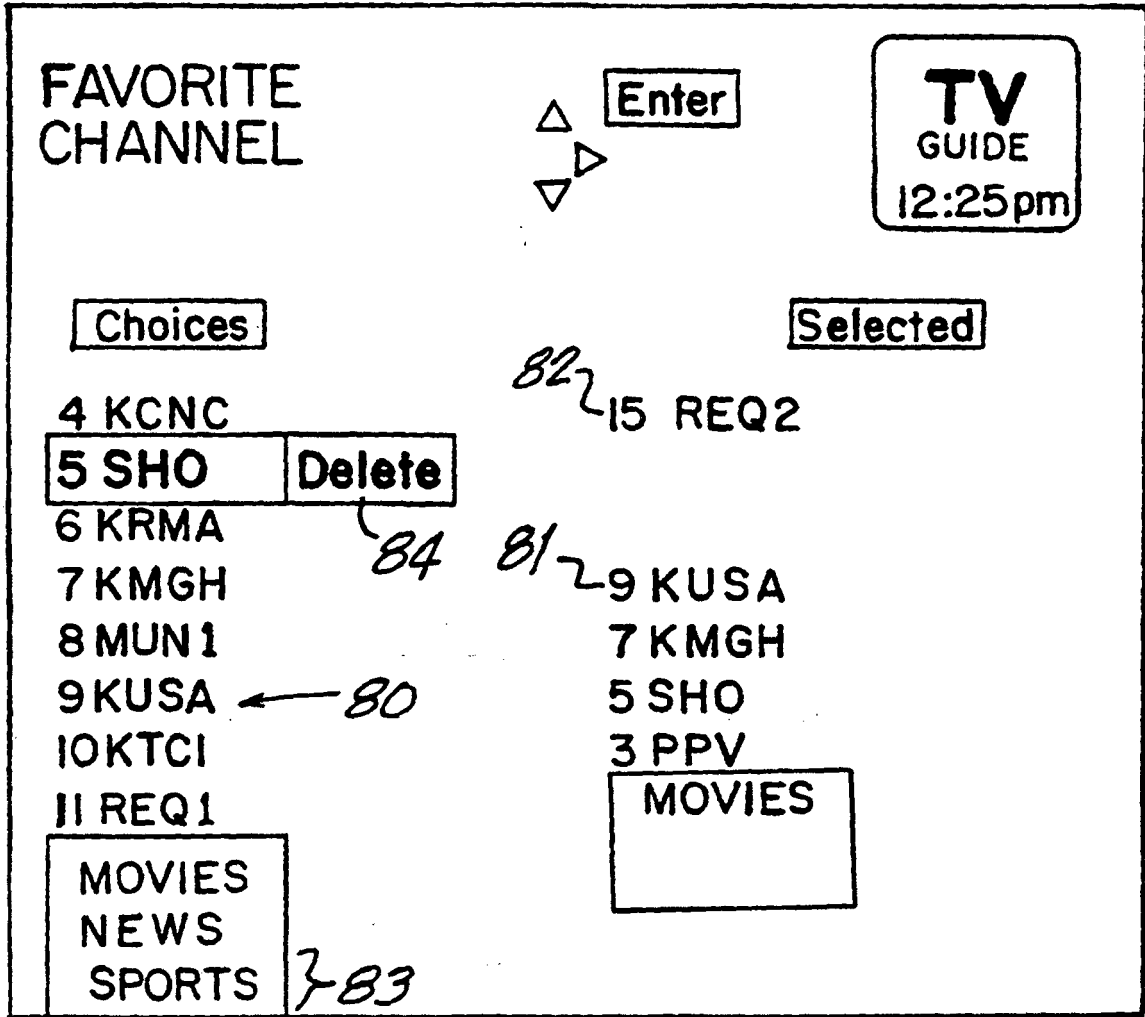 FAVORITE
CHANNEL
Enter
TV
GUIDE
12:25pm
Choices
Selected
4 KCNC
5 SHO Delete
6 KRMA
7 KMGH
8 MUN1
9 KUSA
10 KTCI
11 REQ1
MOVIES
NEWS
SPORTS
82
15 REQ2
84
81
9 KUSA
7 KMGH
5 SHO
3 PPV
MOVIES
80
83